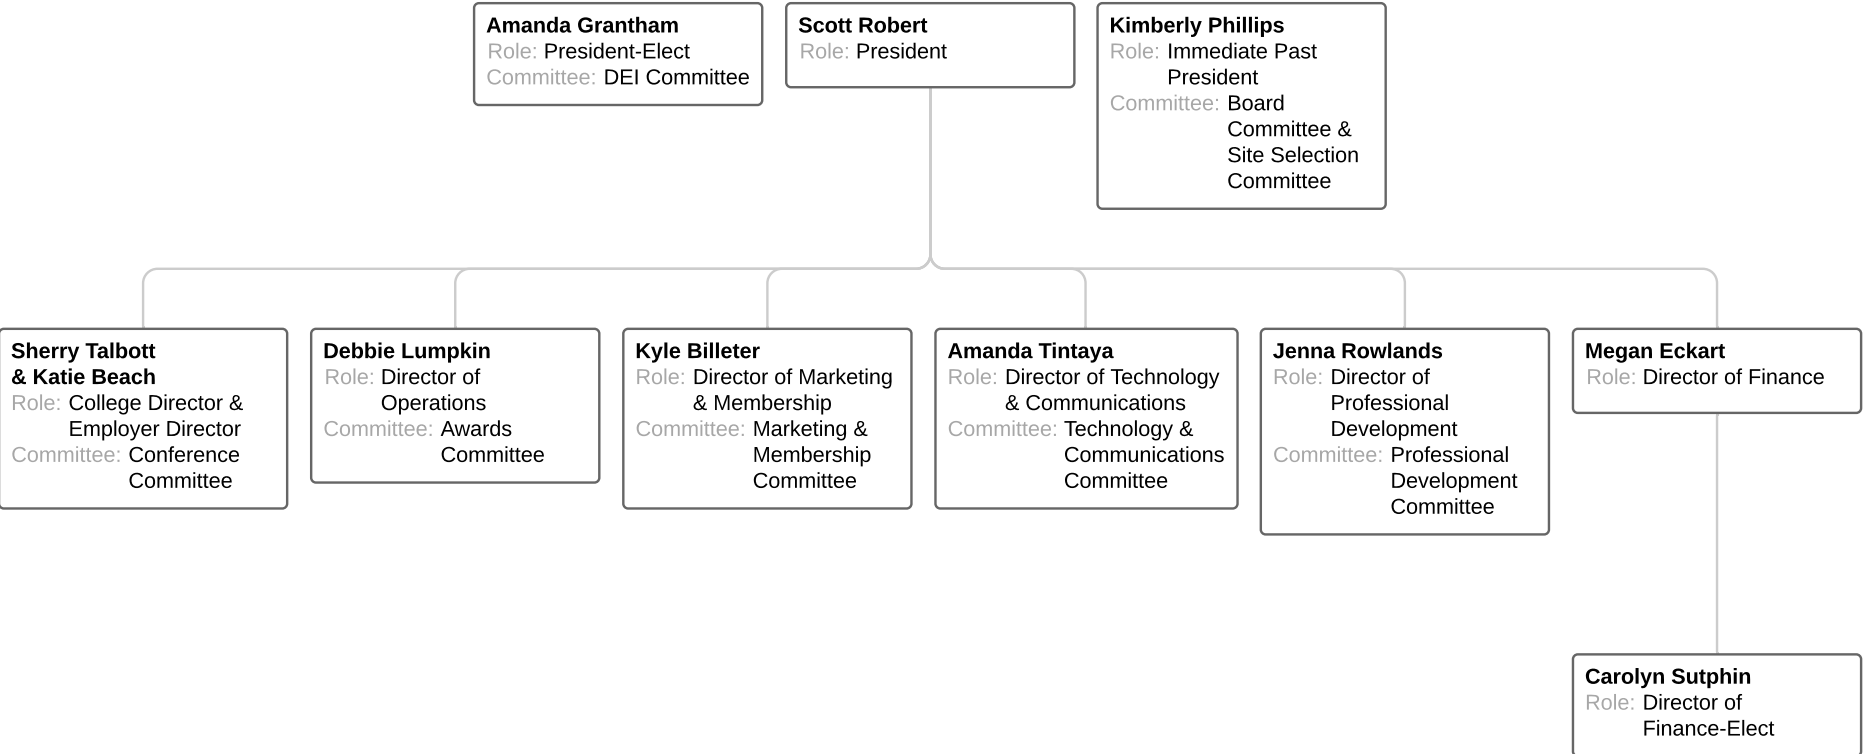 Amanda Grantham
Role: President-Elect
Committee: DEI Committee
Scott Robert
Role: President
Kimberly Phillips
Role: Immediate Past
President
Committee: Board
Committee &
Site Selection
Committee
Sherry Talbott
& Katie Beach
Role: College Director &
Employer Director
Committee: Conference
Committee
Debbie Lumpkin
Role: Director of
Operations
Committee: Awards
Committee
Kyle Billeter
Role: Director of Marketing
& Membership
Committee: Marketing &
Membership
Committee
Amanda Tintaya
Role: Director of Technology
& Communications
Committee: Technology &
Communications
Committee
Jenna Rowlands
Role: Director of
Professional
Development
Committee: Professional
Development
Committee
Megan Eckart
Role: Director of Finance
Carolyn Sutphin
Role: Director of
Finance-Elect